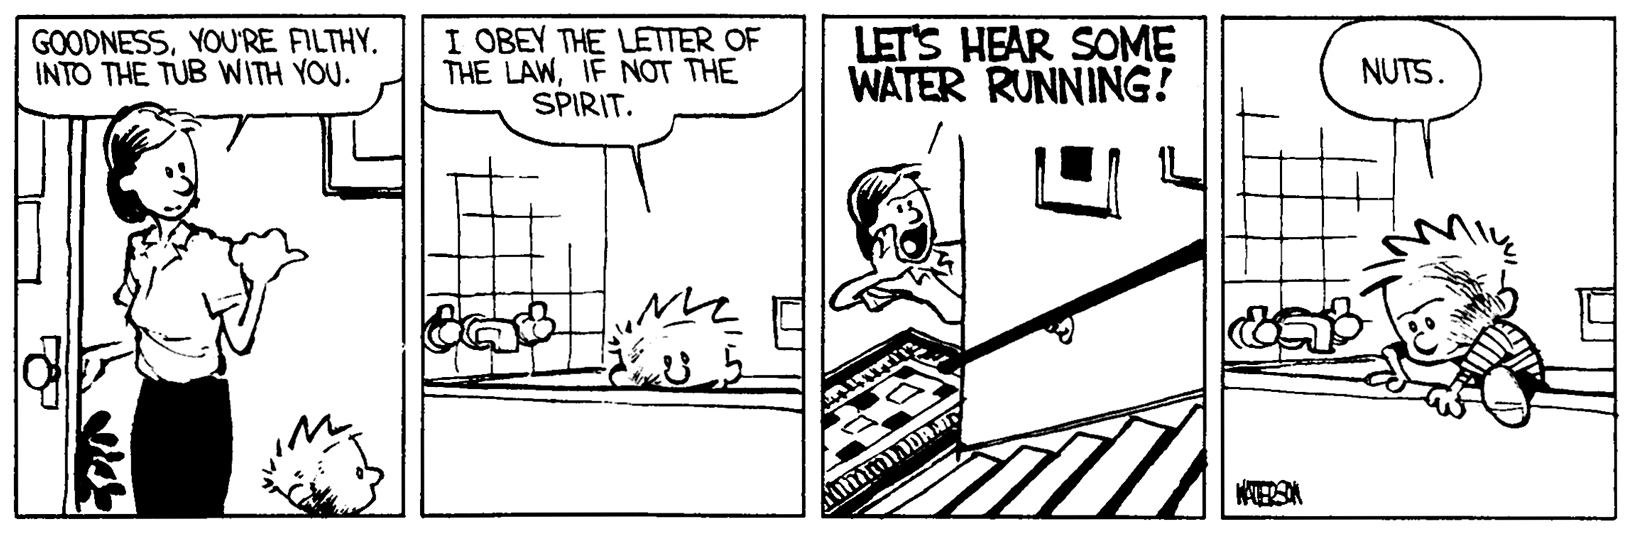 GOODNESS, YOU'RE FILTHY.
INTO THE TUB WITH YOU.
I OBEY THE LETTER OF
THE LAW, IF NOT THE
SPIRIT.
LET'S HEAR SOME
WATER RUNNING!
NUTS.
WATTERSON